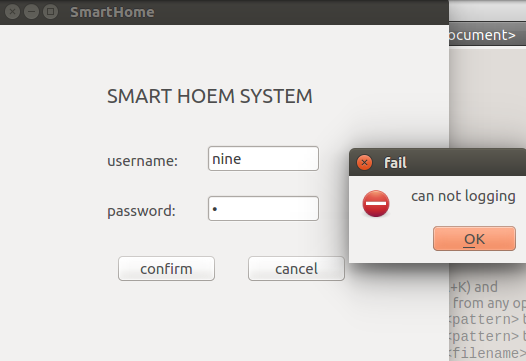 SmartHome
ocument>
SMART HOEM SYSTEM
username:
nine
password:
•
confirm
cancel
fail
can not logging
OK
+K) and
from any op
<pattern> t
<pattern> t
<filename>